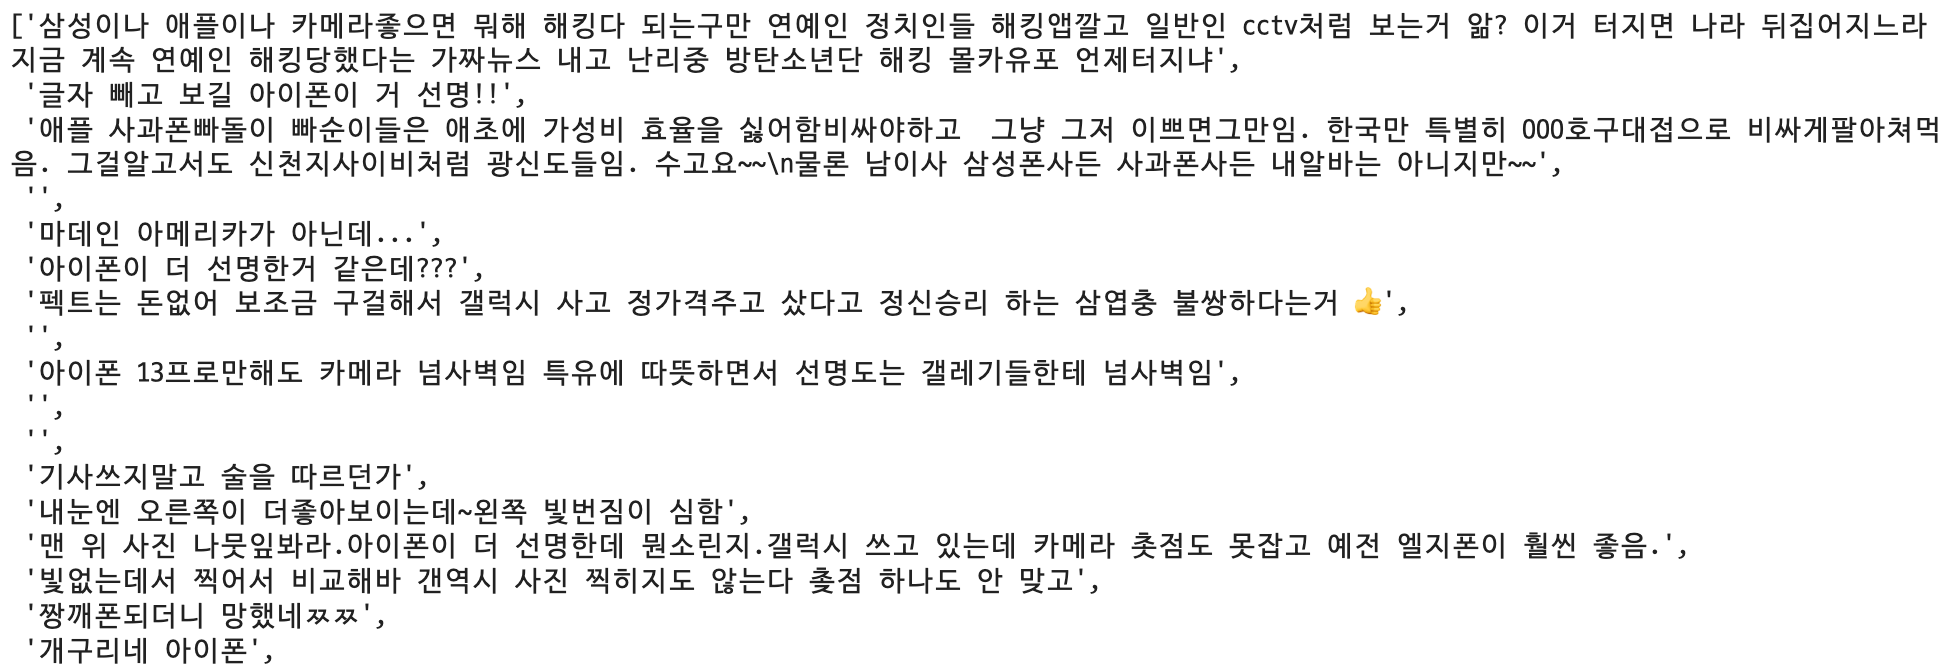 ['삼성이나 애플이나 카메라좋으면 뭐해 해킹다 되는구만 연예인 정치인들 해킹앱깔고 일반인 cctv처럼 보는거 앎? 이거 터지면 나라 뒤집어지느라
지금 계속 연예인 해킹당했다는 가짜뉴스 내고 난리중 방탄소년단 해킹 몰카유포 언제터지냐',
'글자 빼고 보길 아이폰이 거 선명!!',
'애플 사과폰빠돌이 빠순이들은 애초에 가성비 효율을 싫어함비싸야하고  그냥 그저 이쁘면그만임. 한국만 특별히 000호구대접으로 비싸게팔아쳐먹
음. 그걸알고서도 신천지사이비처럼 광신도들임. 수고요~~\n물론 남이사 삼성폰사든 사과폰사든 내알바는 아니지만~~',
'',
'마데인 아메리카가 아닌데...',
'아이폰이 더 선명한거 같은데???',
'펙트는 돈없어 보조금 구걸해서 갤럭시 사고 정가격주고 샀다고 정신승리 하는 삼엽충 불쌍하다는거 👍',
'',
'아이폰 13프로만해도 카메라 넘사벽임 특유에 따뜻하면서 선명도는 갤레기들한테 넘사벽임',
'',
'',
'기사쓰지말고 술을 따르던가',
'내눈엔 오른쪽이 더좋아보이는데~왼쪽 빛번짐이 심함',
'맨 위 사진 나뭇잎봐라.아이폰이 더 선명한데 뭔소린지.갤럭시 쓰고 있는데 카메라 촛점도 못잡고 예전 엘지폰이 훨씬 좋음.',
'빛없는데서 찍어서 비교해바 갠역시 사진 찍히지도 않는다 촟점 하나도 안 맞고',
'짱깨폰되더니 망했네ㅉㅉ',
'개구리네 아이폰',